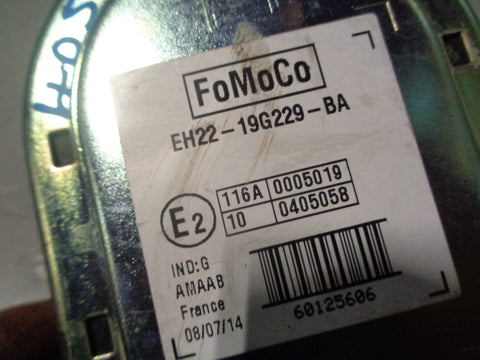 FoMoCo
EH22-19G229-BA
E2
116A 0005019
10 0405058
IND:G
AMAAB
France
08/07/14
60125606